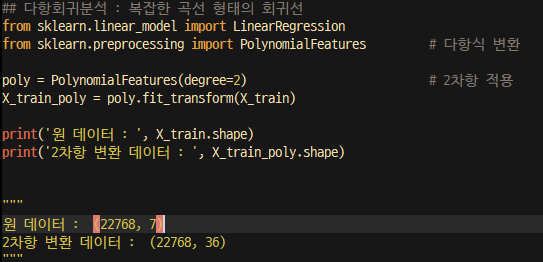 ## 다항회귀분석 : 복잡한 곡선 형태의 회귀선
from sklearn.linear_model import LinearRegression
from sklearn.preprocessing import PolynomialFeatures # 다항식 변환
poly = PolynomialFeatures(degree=2) # 2차항 적용
X_train_poly = poly.fit_transform(X_train)
print('원 데이터 : ', X_train.shape)
print('2차항 변환 데이터 : ', X_train_poly.shape)
"""
원 데이터 :  (22768, 7)
2차항 변환 데이터 :  (22768, 36)
"""